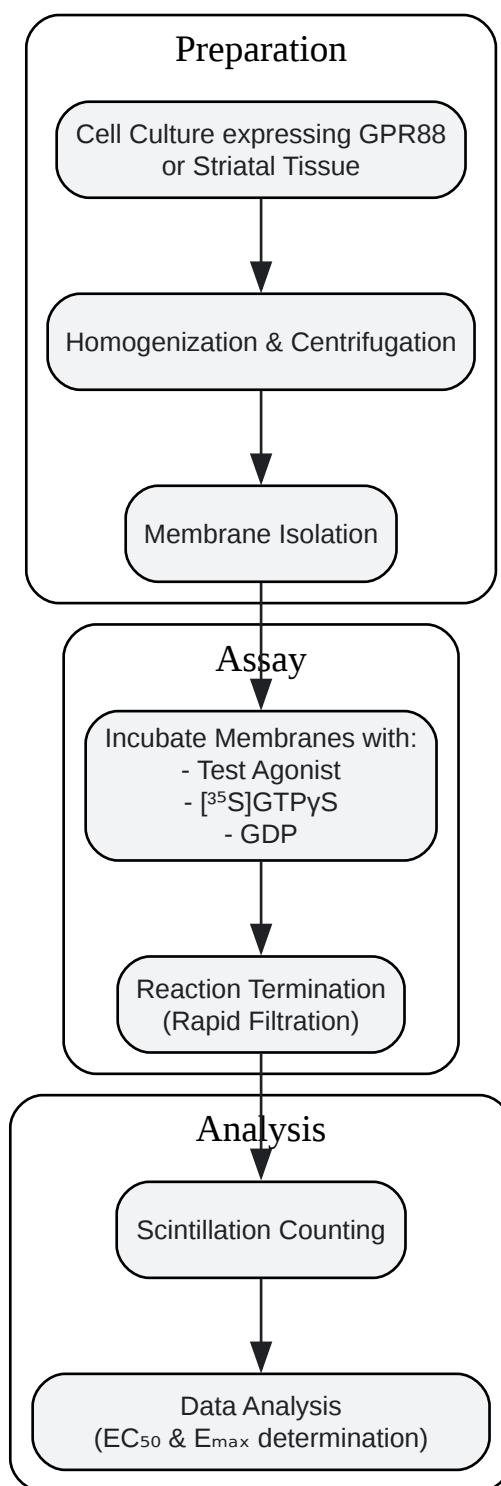 Preparation
Cell Culture expressing GPR88
or Striatal Tissue
Homogenization & Centrifugation
Membrane Isolation
Assay
Incubate Membranes with:
- Test Agonist
- [³⁵S]GTPγS
- GDP
Reaction Termination
(Rapid Filtration)
Analysis
Scintillation Counting
Data Analysis
(EC₅₀ & Eₘₐₓ determination)